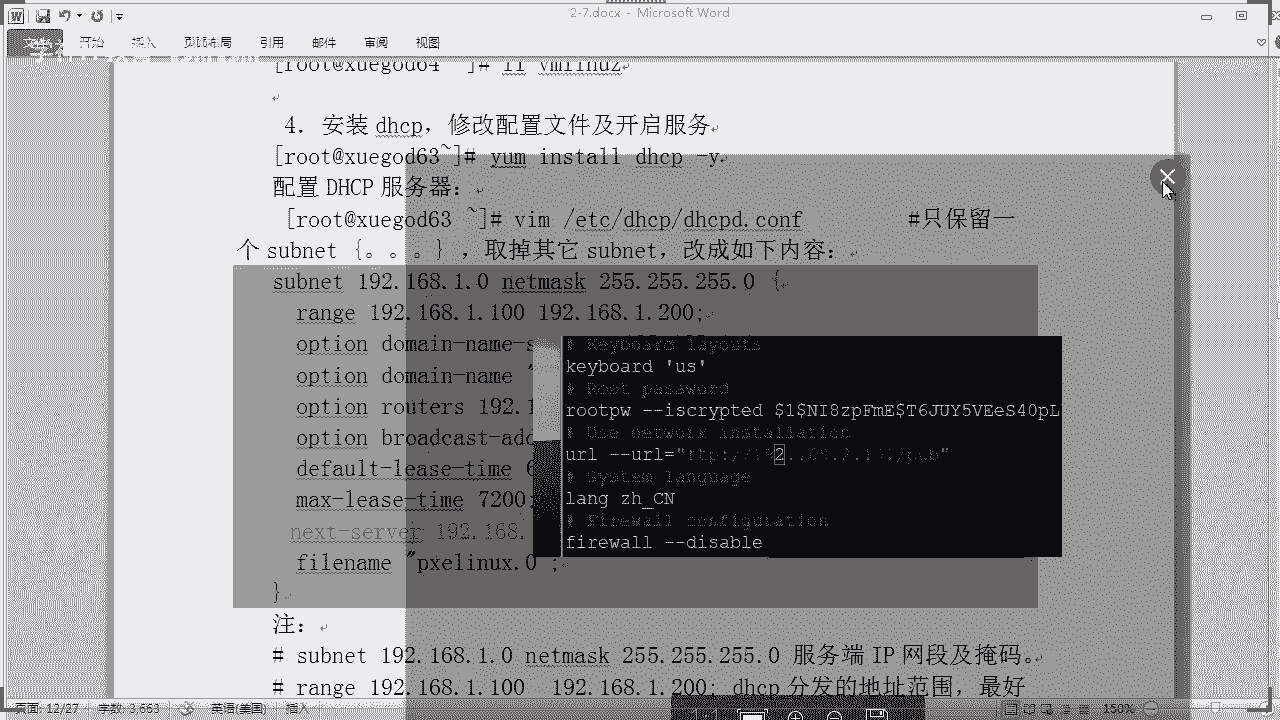 2-7.docx - Microsoft Word
开始 插入 页面布局 引用 邮件 审阅 视图
[root@xuegod64 ~]# ll vmlinuz
4. 安装 dhcp，修改配置文件及开启服务
[root@xuegod63~]# yum install dhcp -y
配置 DHCP 服务器：
[root@xuegod63 ~]# vim /etc/dhcp/dhcpd.conf #只保留一
个 subnet {。。。} ，取掉其它 subnet，改成如下内容：
subnet 192.168.1.0 netmask 255.255.255.0 {
range 192.168.1.100 192.168.1.200;
option domain-name-s
option domain-name "
option routers 192.1
option broadcast-add
default-lease-time 6
max-lease-time 7200;
next-server 192.168.
filename "pxelinux.0";
}
# Keyboard layouts
keyboard 'us'
# Root password
rootpw --iscrypted $1$NI8zpFmE$T6JUY5VEeS40pL
# Use network installation
url --url="
# System language
lang zh_CN
# Firewall configuration
firewall --disable
注：
# subnet 192.168.1.0 netmask 255.255.255.0 服务端 IP 网段及掩码。
# range 192.168.1.100 192.168.1.200; dhcp 分发的地址范围，最好
页面: 12/27 字数: 3,663 英语(美国) 插入 150%